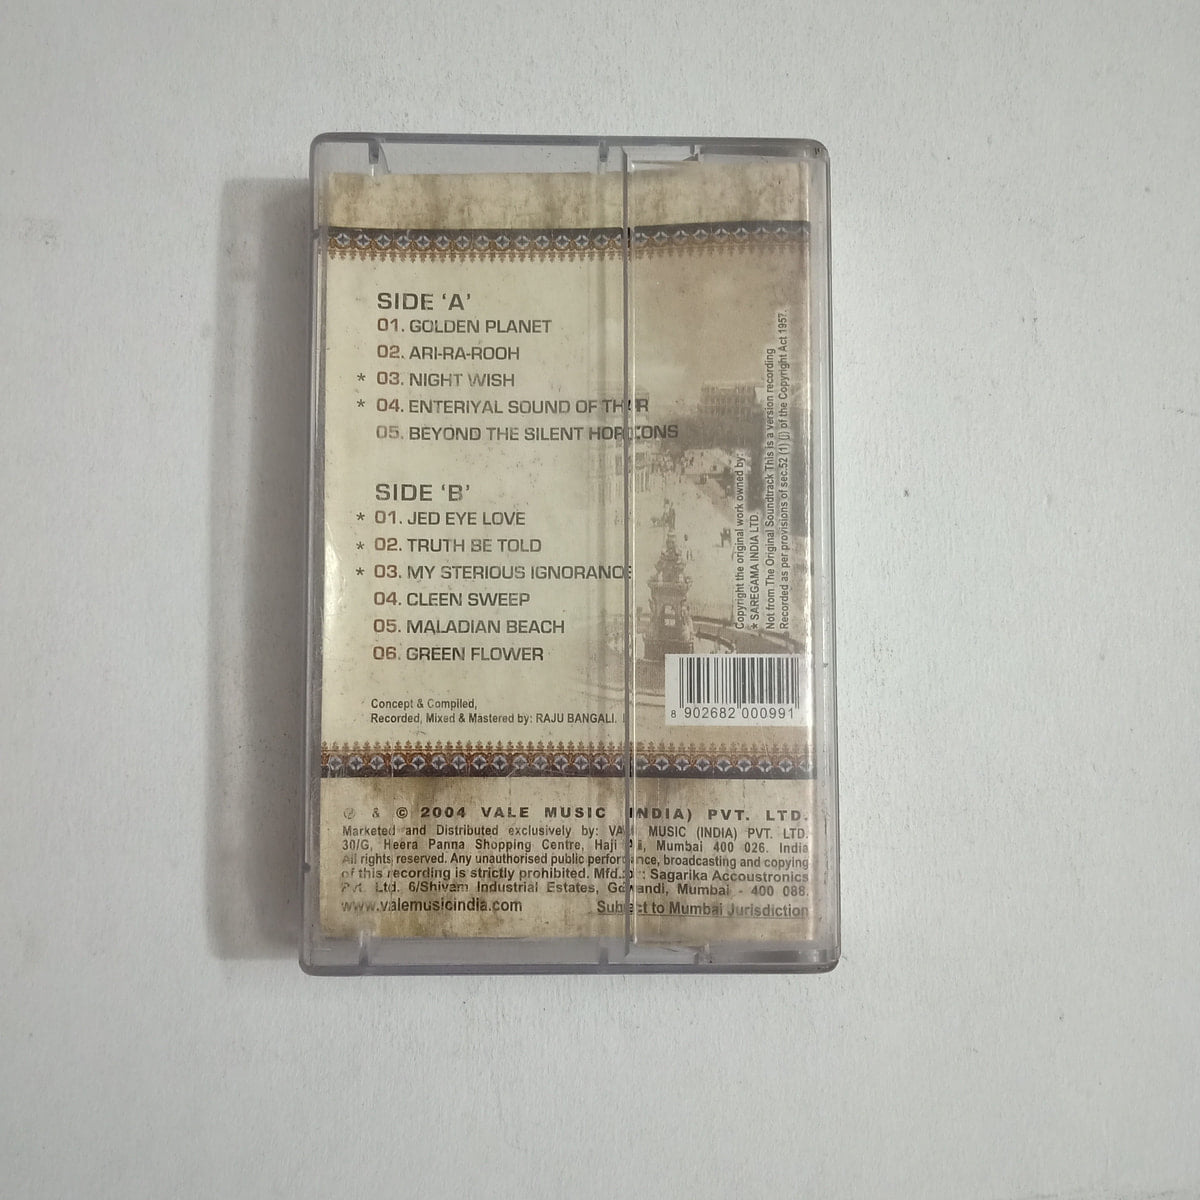 SIDE ‘A’
01. GOLDEN PLANET
02. ARI-RA-ROOH
* 03. NIGHT WISH
* 04. ENTERIYAL SOUND OF THAR
05. BEYOND THE SILENT HORIZONS
SIDE ‘B’
* 01. JED EYE LOVE
* 02. TRUTH BE TOLD
* 03. MY STERIOUS IGNORANCE
04. CLEEN SWEEP
05. MALADIAN BEACH
06. GREEN FLOWER
Concept & Compiled,
Recorded, Mixed & Mastered by: RAJU BANGALI.
Copyright the original work owned by:
* SAREGAMA INDIA LTD.
Not from The Original Soundtrack This is a version recording
Recorded as per provisions of sec.52 (1) (j) of the Copyright Act 1957.
8 902682 000991
℗ & © 2004 VALE MUSIC (INDIA) PVT. LTD.
Marketed and Distributed exclusively by: VALE MUSIC (INDIA) PVT. LTD.
30/G, Heera Panna Shopping Centre, Haji Ali, Mumbai 400 026. India
All rights reserved. Any unauthorised public performance, broadcasting and copying
of this recording is strictly prohibited. Mfd. by : Sagarika Accoustronics
Pvt. Ltd. 6/Shivam Industrial Estates, Govandi, Mumbai - 400 088.
www.valemusicindia.com
Subject to Mumbai Jurisdiction